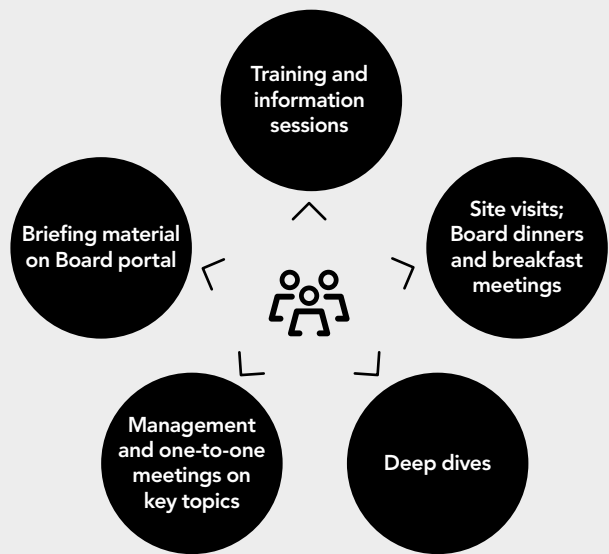 Training and
information
sessions
Briefing material
on Board portal
Site visits;
Board dinners
and breakfast
meetings
Management
and one-to-one
meetings on
key topics
Deep dives